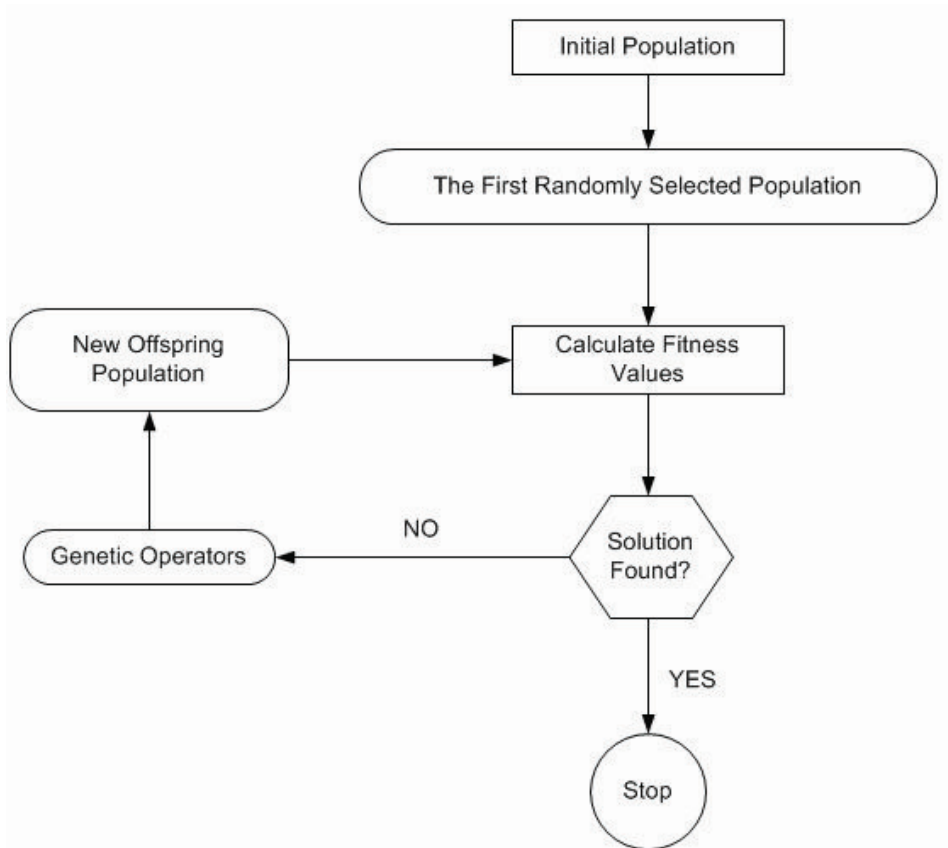 Initial Population
The First Randomly Selected Population
New Offspring
Population
Calculate Fitness
Values
NO
Genetic Operators
Solution
Found?
YES
Stop